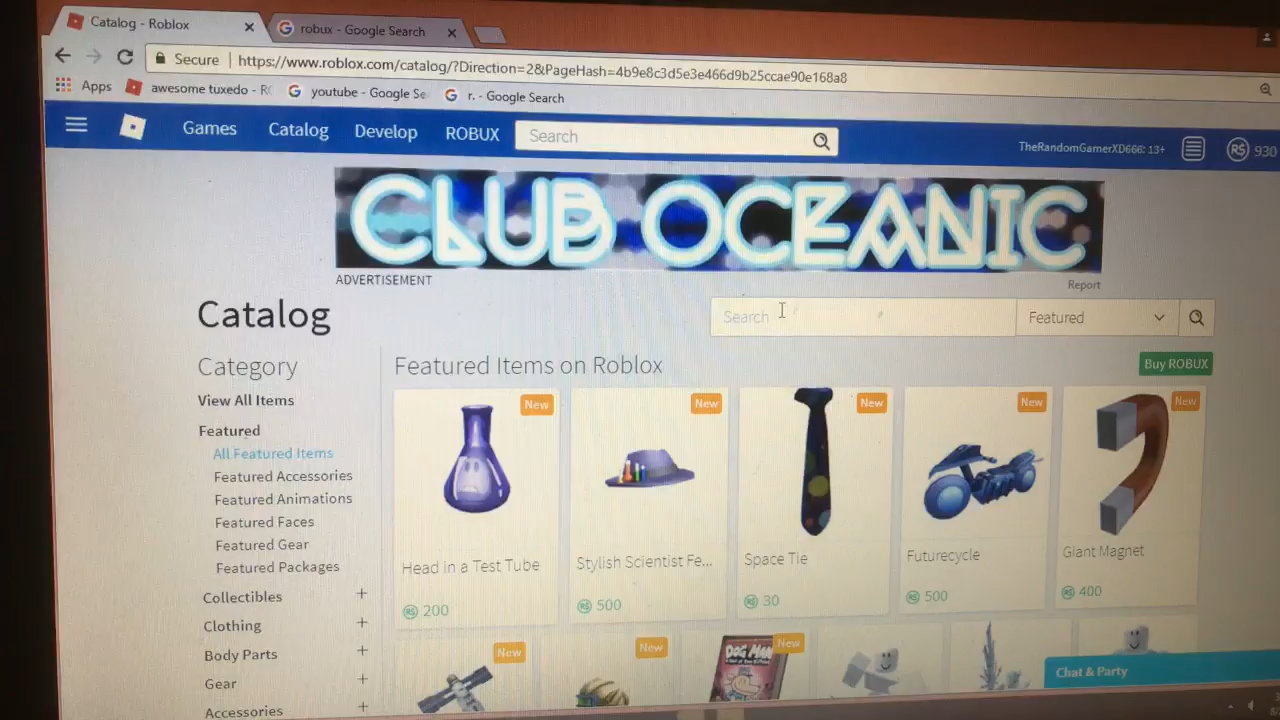 Catalog - Roblox
robux - Google Search
Secure
https://www.roblox.com/catalog/?Direction=2&PageHash=4b9e8c3d5e3e466d9b25ccae90e168a8
Apps
awesome tuxedo - RO
youtube - Google Se
r. - Google Search
Games
Catalog
Develop
ROBUX
Search
TheRandomGamerXD666: 13+
R$ 930
CLUB OCEANIC
ADVERTISEMENT
Report
Catalog
Search
Featured
Category
Featured Items on Roblox
Buy ROBUX
View All Items
Featured
All Featured Items
Featured Accessories
Featured Animations
Featured Faces
Featured Gear
Featured Packages
Collectibles +
Clothing +
Body Parts +
Gear +
Accessories +
New
New
New
New
New
Head in a Test Tube
Stylish Scientist Fe...
Space Tie
Futurecycle
Giant Magnet
R$ 200
R$ 500
R$ 30
R$ 500
R$ 400
New
New
New
DOG MAN
Chat & Party